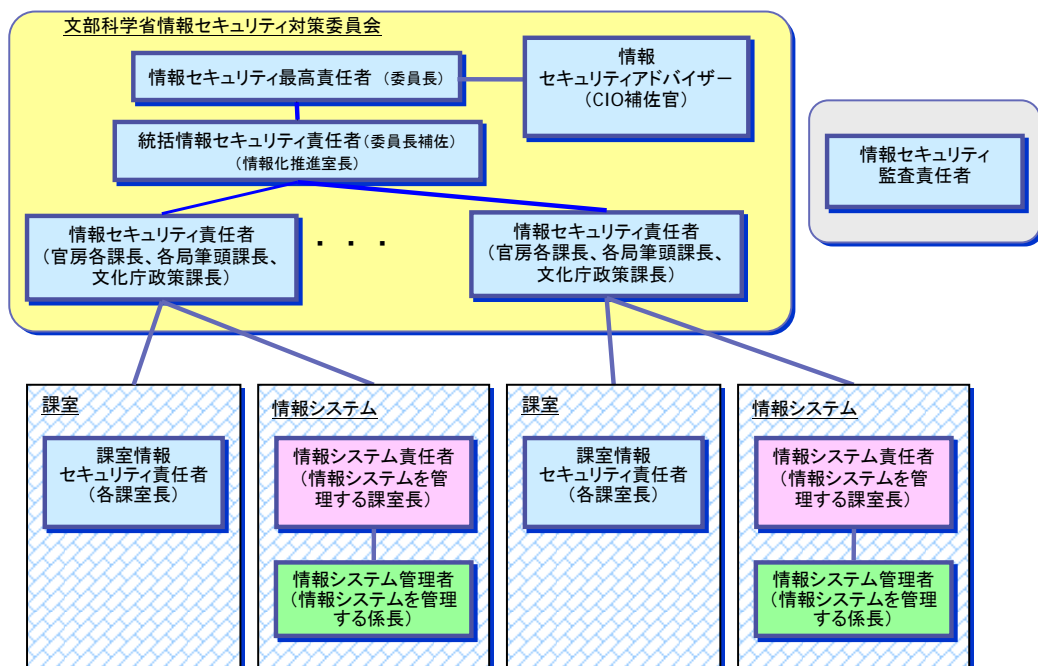 文部科学省情報セキュリティ対策委員会
情報セキュリティ最高責任者 (委員長)
情報
セキュリティアドバイザー
(CIO補佐官)
統括情報セキュリティ責任者(委員長補佐)
(情報化推進室長)
情報セキュリティ
監査責任者
情報セキュリティ責任者
(官房各課長、各局筆頭課長、
文化庁政策課長)
・ ・ ・
情報セキュリティ責任者
(官房各課長、各局筆頭課長、
文化庁政策課長)
課室
課室情報
セキュリティ責任者
(各課室長)
情報システム
情報システム責任者
(情報システムを管
理する課室長)
情報システム管理者
(情報システムを管理
する係長)
課室
課室情報
セキュリティ責任者
(各課室長)
情報システム
情報システム責任者
(情報システムを管
理する課室長)
情報システム管理者
(情報システムを管理
する係長)